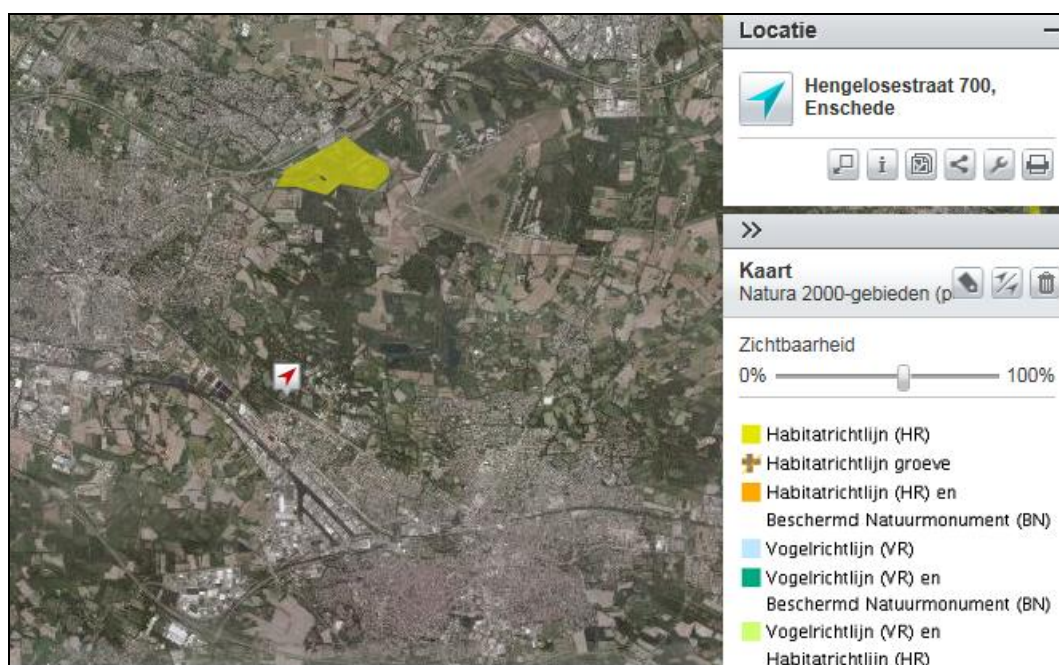 Locatie
Hengelosestraat 700,
Enschede
Kaart
Natura 2000-gebieden (p
Zichtbaarheid
0% 100%
Habitatrichtlijn (HR)
Habitatrichtlijn groeve
Habitatrichtlijn (HR) en
Beschermd Natuurmonument (BN)
Vogelrichtlijn (VR)
Vogelrichtlijn (VR) en
Beschermd Natuurmonument (BN)
Vogelrichtlijn (VR) en
Habitatrichtlijn (HR)